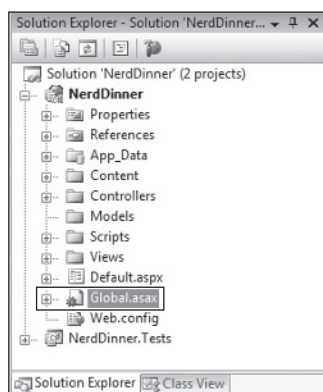 Solution Explorer - Solution 'NerdDinner...
Solution 'NerdDinner' (2 projects)
NerdDinner
Properties
References
App_Data
Content
Controllers
Models
Scripts
Views
Default.aspx
Global.asax
Web.config
NerdDinner.Tests
Solution Explorer Class View